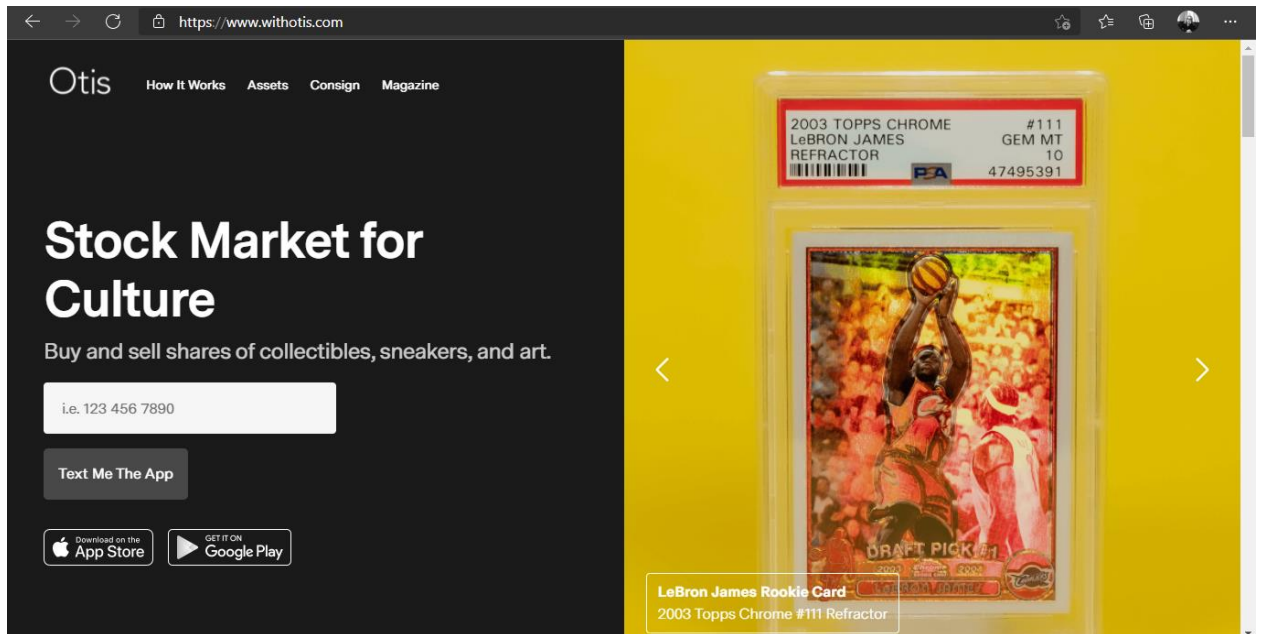 https://www.withotis.com
Otis
How It Works Assets Consign Magazine
Stock Market for
Culture
Buy and sell shares of collectibles, sneakers, and art.
i.e. 123 456 7890
Text Me The App
Download on the
App Store
GET IT ON
Google Play
2003 TOPPS CHROME #111
LeBRON JAMES GEM MT
REFRACTOR 10
PSA 47495391
DRAFT PICK #1
LeBron James Rookie Card
2003 Topps Chrome #111 Refractor